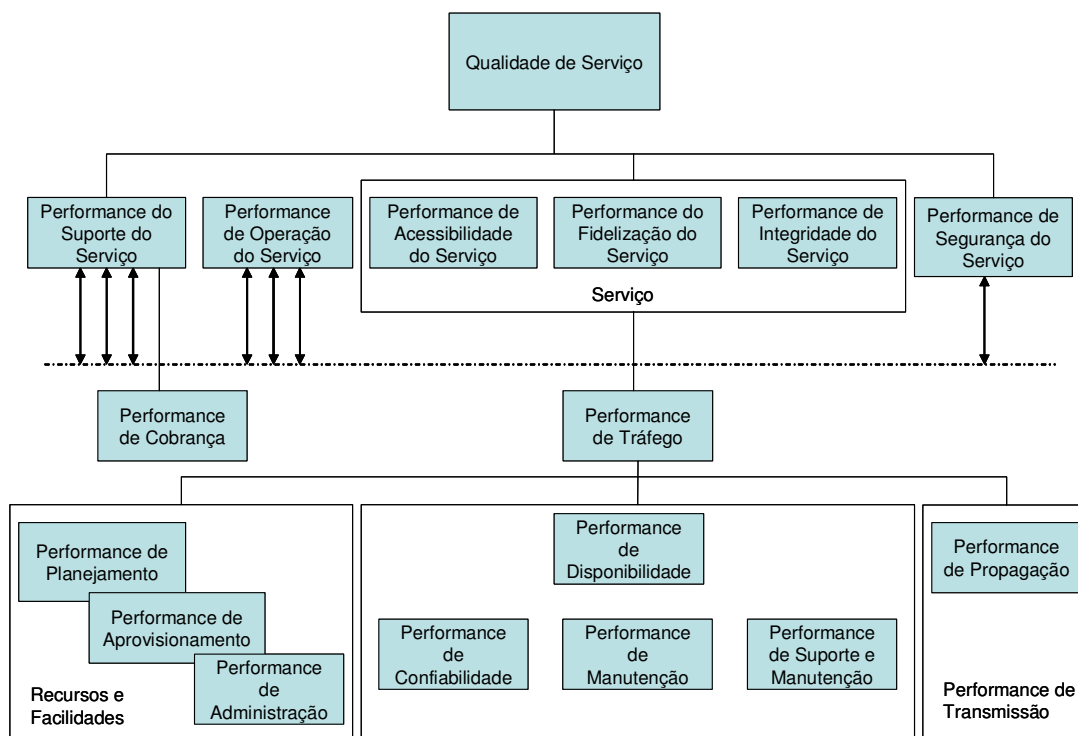 Qualidade de Serviço
Performance do
Suporte do
Serviço
Performance
de Operação
do Serviço
Performance de
Acessibilidade
do Serviço
Performance do
Fidelização do
Serviço
Performance de
Integridade do
Serviço
Performance de
Segurança do
Serviço
Serviço
Performance
de Cobrança
Performance
de Tráfego
Performance de
Planejamento
Performance de
Aprovisionamento
Performance
de
Administração
Recursos e
Facilidades
Performance
de
Disponibilidade
Performance
de
Confiabilidade
Performance
de
Manutenção
Performance
de Suporte e
Manutenção
Performance
de Propagação
Performance de
Transmissão